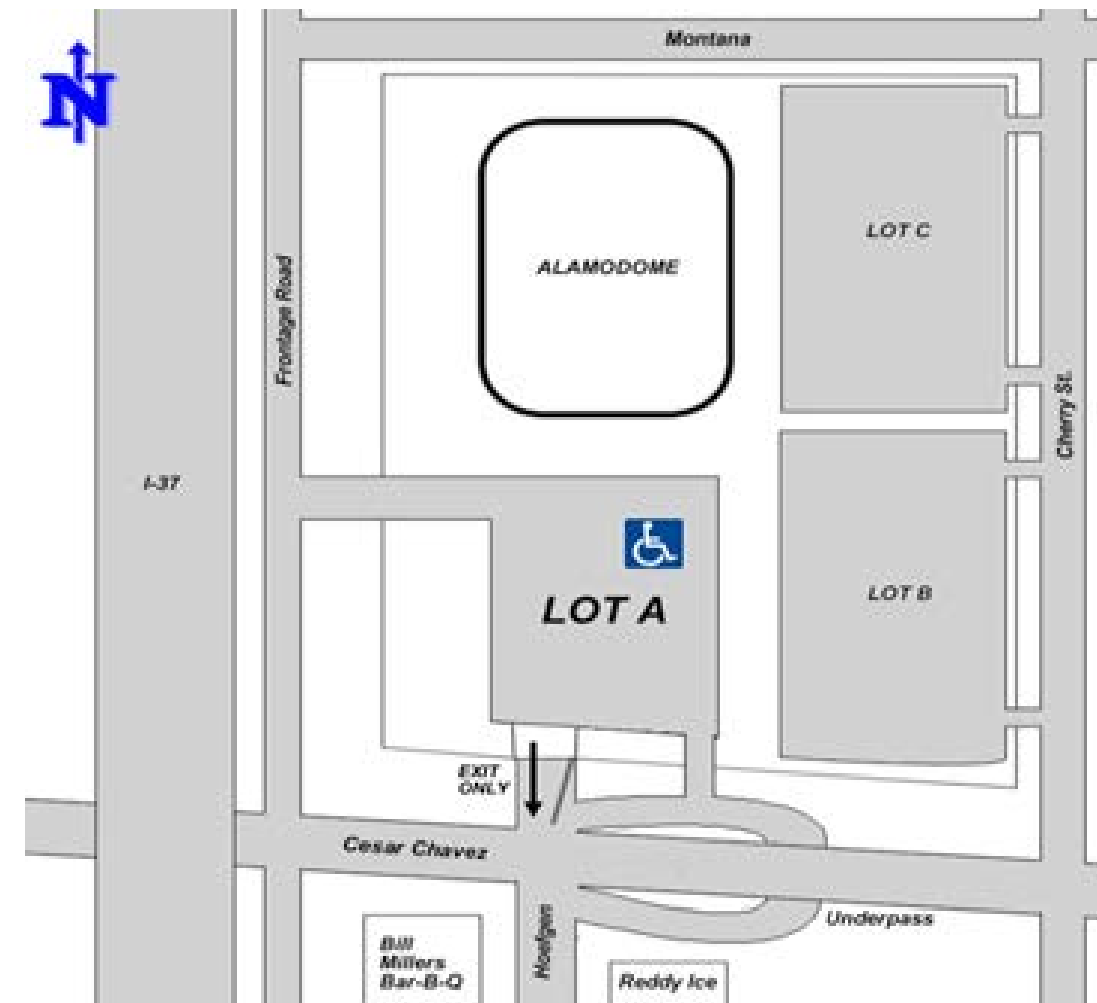 Montana
N
LOT C
ALAMODOME
Frontage Road
Cherry St.
I-37
LOT A
LOT B
EXIT
ONLY
Cesar Chavez
Underpass
Hoefgen
Bill
Millers
Bar-B-Q
Reddy Ice